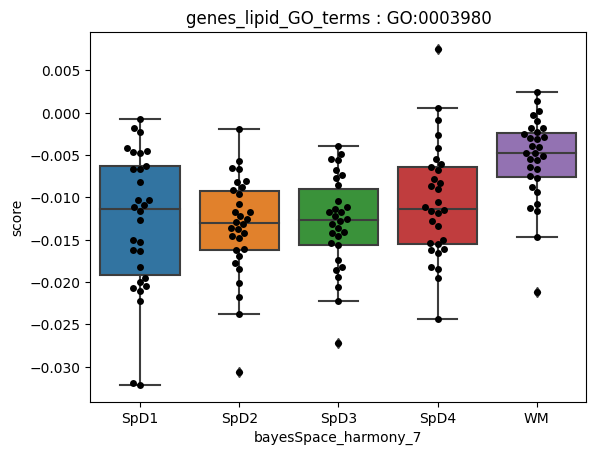 genes_lipid_GO_terms : GO:0003980
score
0.005
0.000
−0.005
−0.010
−0.015
−0.020
−0.025
−0.030
SpD1 SpD2 SpD3 SpD4 WM
bayesSpace_harmony_7